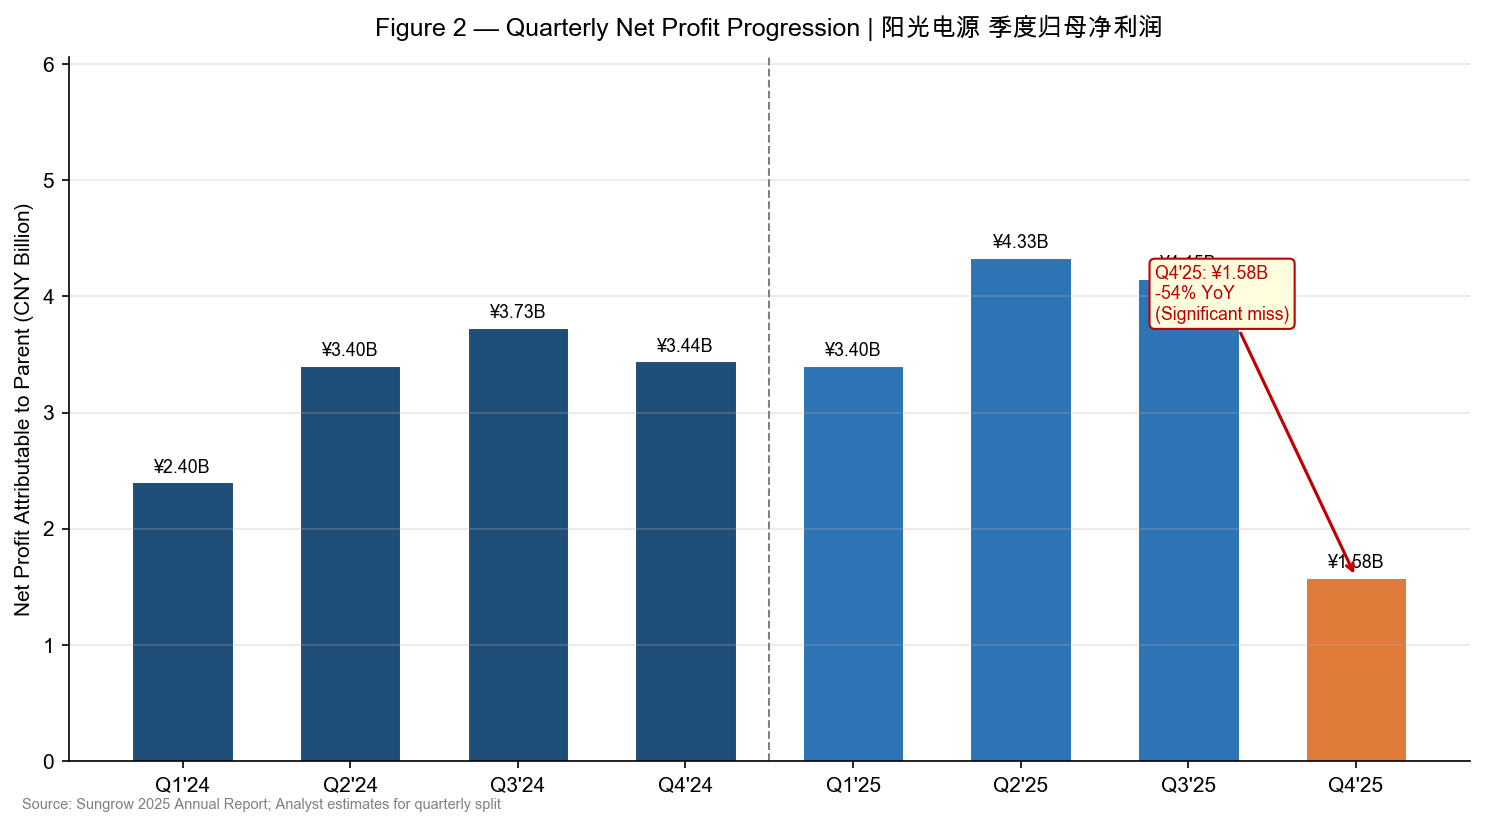 Figure 2 — Quarterly Net Profit Progression | 阳光电源 季度归母净利润
Net Profit Attributable to Parent (CNY Billion)
6
5
4
3
2
1
0
¥2.40B
¥3.40B
¥3.73B
¥3.44B
¥3.40B
¥4.33B
Q4'25: ¥1.58B
-54% YoY
(Significant miss)
¥1.58B
Q1'24
Q2'24
Q3'24
Q4'24
Q1'25
Q2'25
Q3'25
Q4'25
Source: Sungrow 2025 Annual Report; Analyst estimates for quarterly split